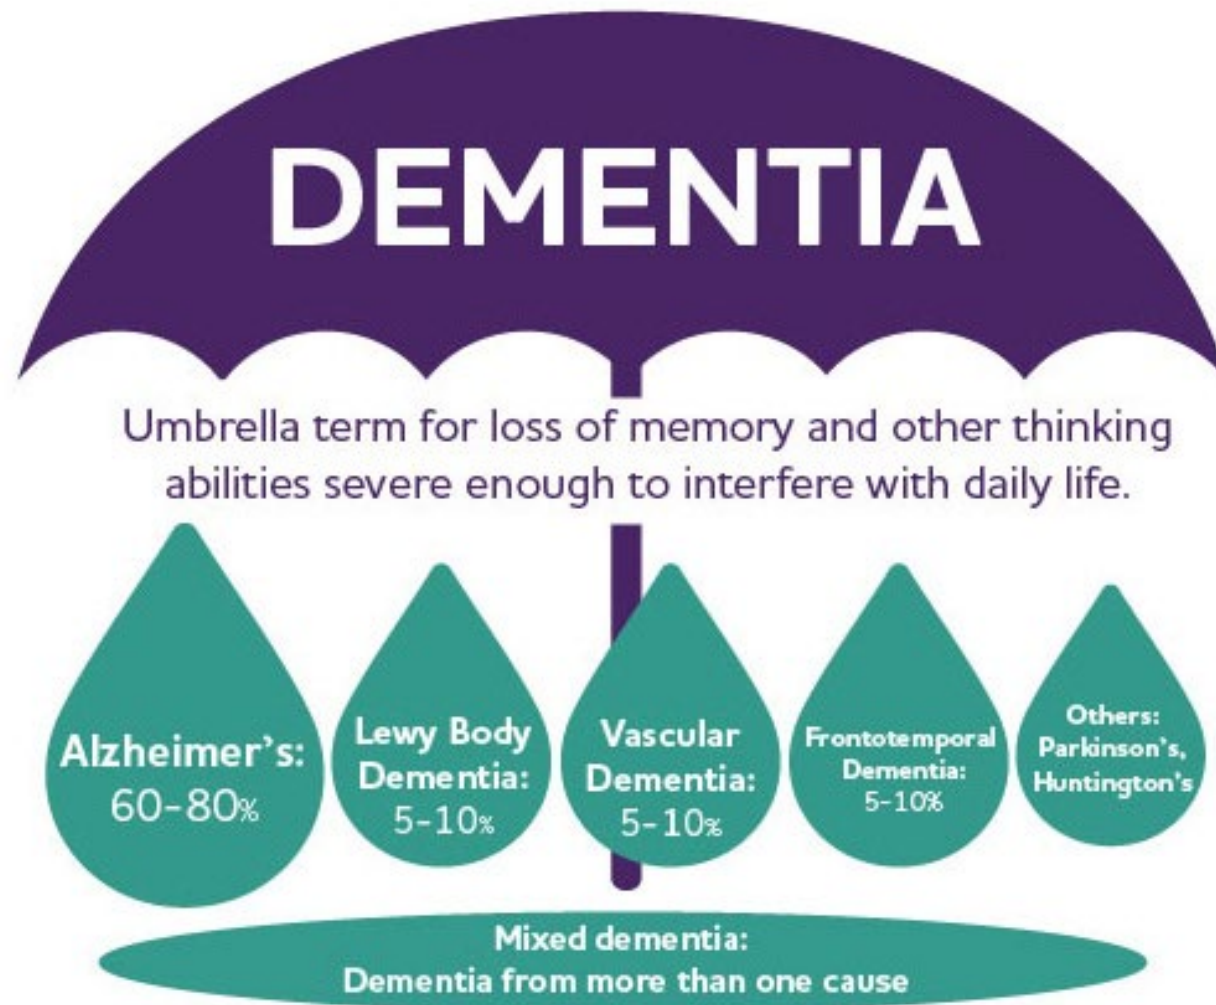 DEMENTIA
Umbrella term for loss of memory and other thinking
abilities severe enough to interfere with daily life.
Alzheimer's:
60-80%
Lewy Body
Dementia:
5-10%
Vascular
Dementia:
5-10%
Frontotemporal
Dementia:
5-10%
Others:
Parkinson's,
Huntington's
Mixed dementia:
Dementia from more than one cause